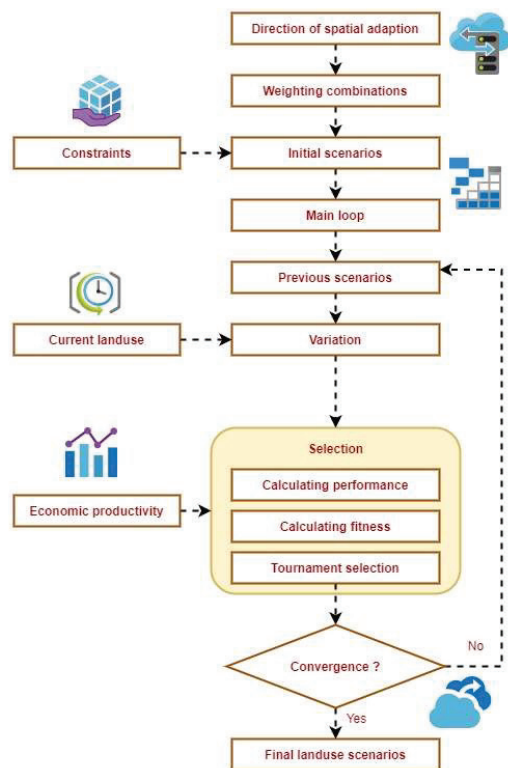 Direction of spatial adaption
Weighting combinations
Constraints
Initial scenarios
Main loop
Previous scenarios
Current landuse
Variation
Selection
Calculating performance
Economic productivity
Calculating fitness
Tournament selection
Convergence ?
No
Yes
Final landuse scenarios